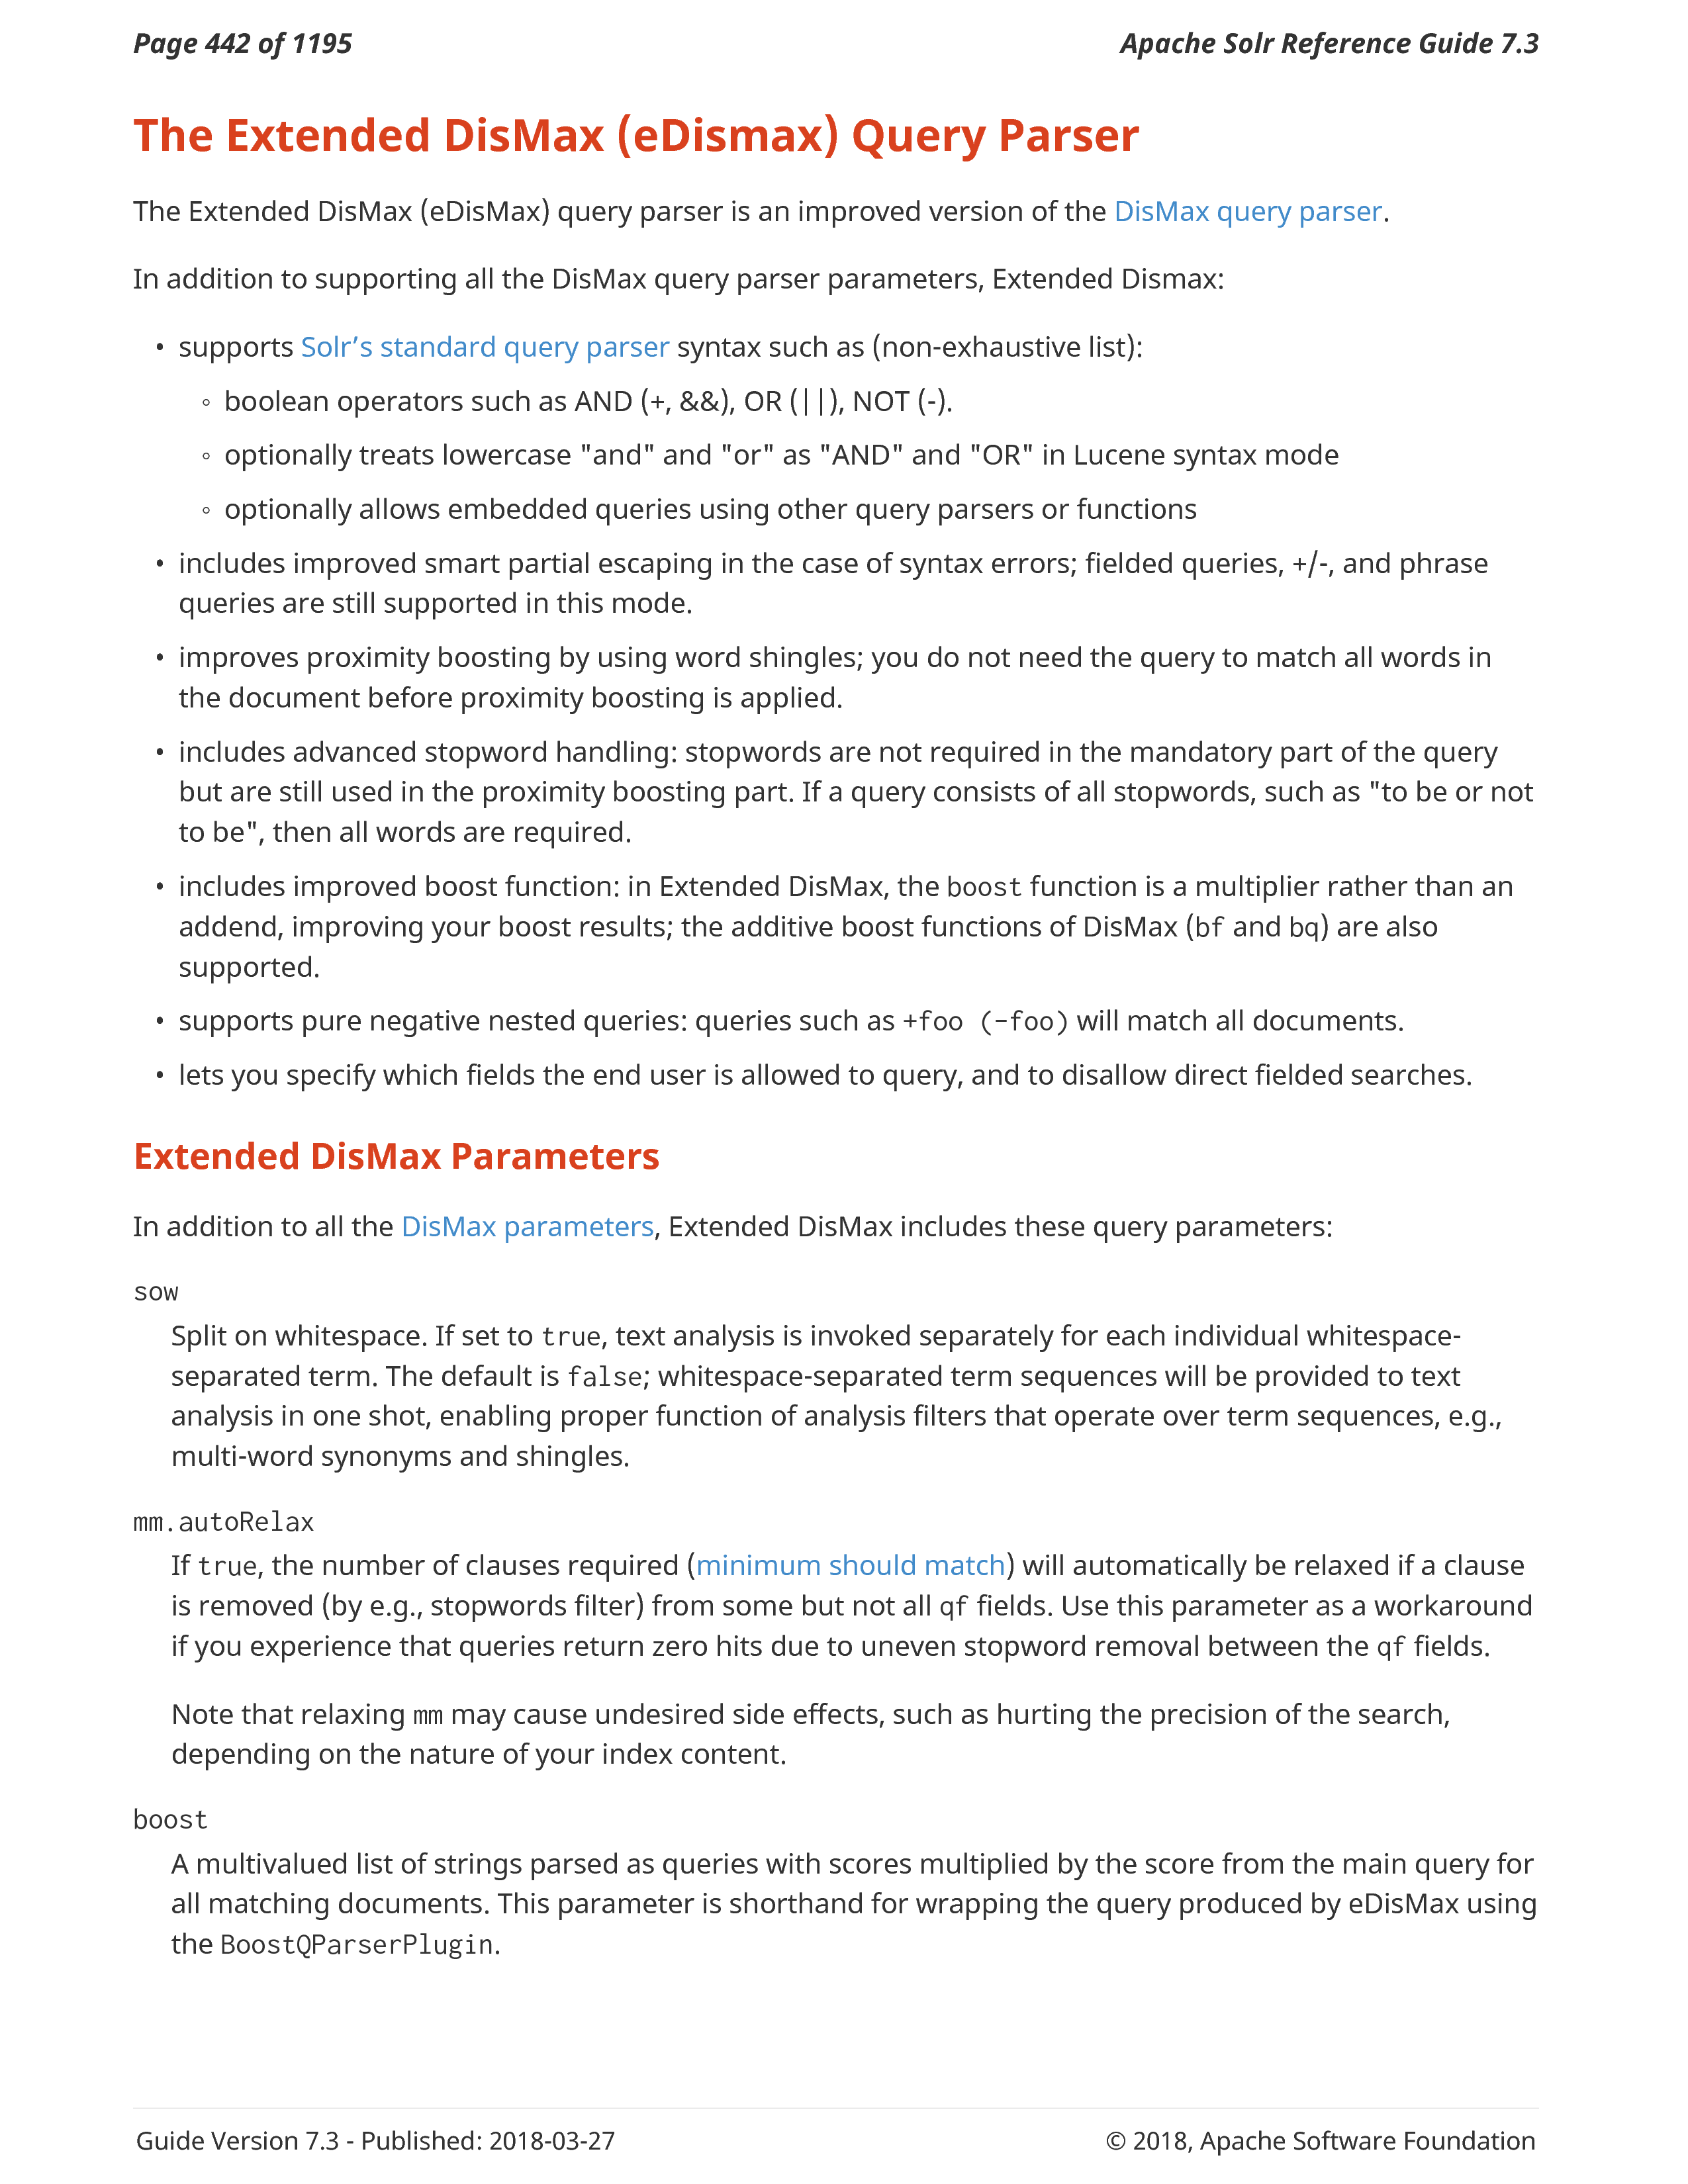 Page 442 of 1195
Apache Solr Reference Guide 7.3
The Extended DisMax (eDismax) Query Parser
The Extended DisMax (eDisMax) query parser is an improved version of the DisMax query parser.
In addition to supporting all the DisMax query parser parameters, Extended Dismax:
• supports Solr’s standard query parser syntax such as (non-exhaustive list):
◦ boolean operators such as AND (+, &&), OR (||), NOT (-).
◦ optionally treats lowercase "and" and "or" as "AND" and "OR" in Lucene syntax mode
◦ optionally allows embedded queries using other query parsers or functions
• includes improved smart partial escaping in the case of syntax errors; fielded queries, +/-, and phrase
queries are still supported in this mode.
• improves proximity boosting by using word shingles; you do not need the query to match all words in
the document before proximity boosting is applied.
• includes advanced stopword handling: stopwords are not required in the mandatory part of the query
but are still used in the proximity boosting part. If a query consists of all stopwords, such as "to be or not
to be", then all words are required.
• includes improved boost function: in Extended DisMax, the boost function is a multiplier rather than an
addend, improving your boost results; the additive boost functions of DisMax (bf and bq) are also
supported.
• supports pure negative nested queries: queries such as +foo (-foo) will match all documents.
• lets you specify which fields the end user is allowed to query, and to disallow direct fielded searches.
Extended DisMax Parameters
In addition to all the DisMax parameters, Extended DisMax includes these query parameters:
sow
Split on whitespace. If set to true, text analysis is invoked separately for each individual whitespace-
separated term. The default is false; whitespace-separated term sequences will be provided to text
analysis in one shot, enabling proper function of analysis filters that operate over term sequences, e.g.,
multi-word synonyms and shingles.
mm.autoRelax
If true, the number of clauses required (minimum should match) will automatically be relaxed if a clause
is removed (by e.g., stopwords filter) from some but not all qf fields. Use this parameter as a workaround
if you experience that queries return zero hits due to uneven stopword removal between the qf fields.
Note that relaxing mm may cause undesired side effects, such as hurting the precision of the search,
depending on the nature of your index content.
boost
A multivalued list of strings parsed as queries with scores multiplied by the score from the main query for
all matching documents. This parameter is shorthand for wrapping the query produced by eDisMax using
the BoostQParserPlugin.
Guide Version 7.3 - Published: 2018-03-27
© 2018, Apache Software Foundation